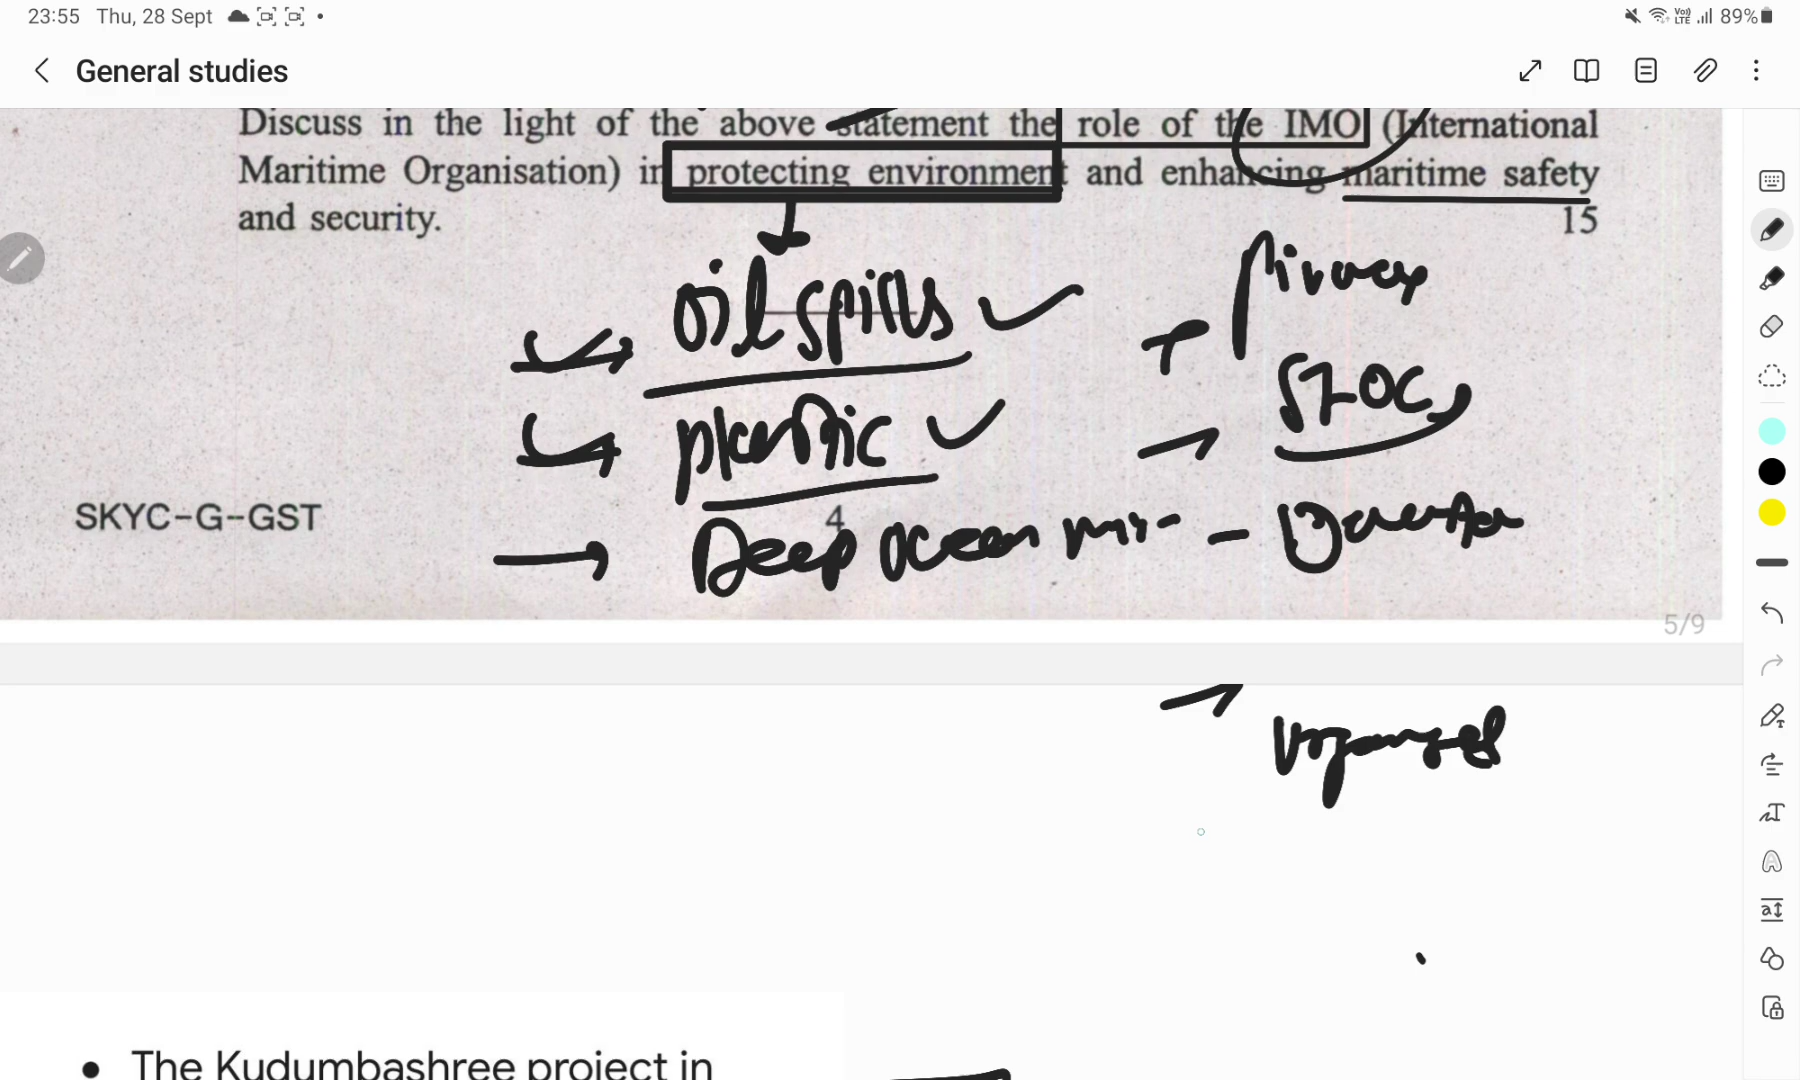 23:55 Thu, 28 Sept 89%
General studies
Discuss in the light of the above statement the role of the IMO (International
Maritime Organisation) in protecting environment and enhancing maritime safety
and security.
15
oil spills
Piracy
plastic
SLOC
SKYC-G-GST
4
Deep ocean
5/9
organized
The Kudumbashree project in